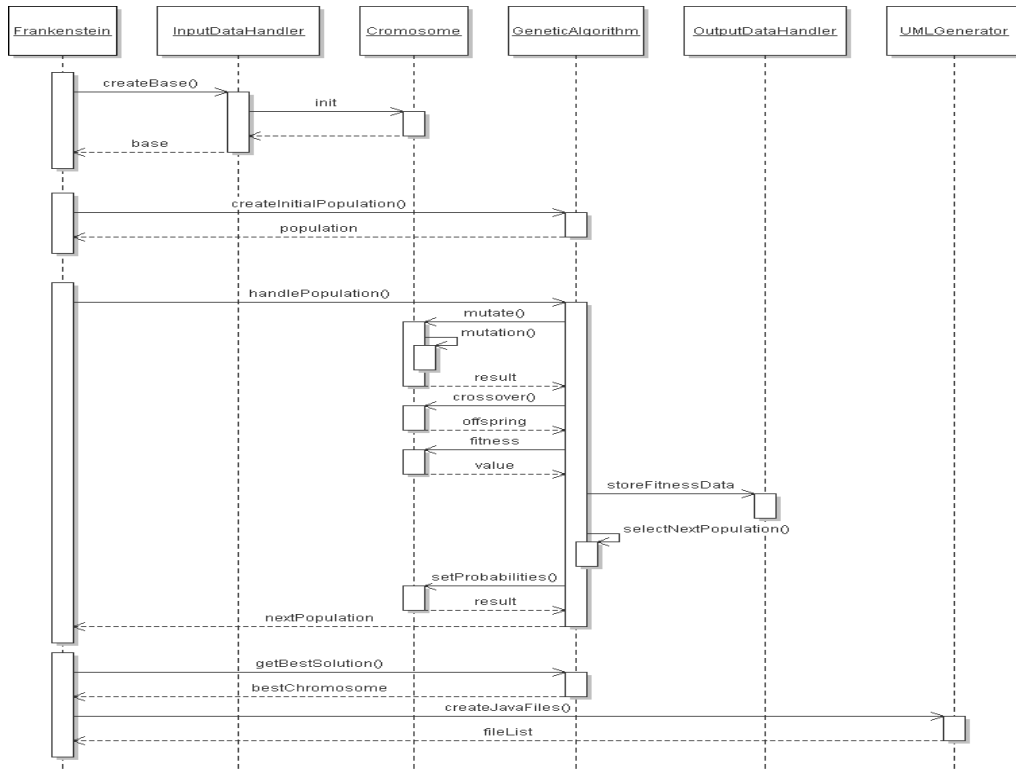 Frankenstein
InputDataHandler
Cromosome
GeneticAlgorithm
OutputDataHandler
UMLGenerator
createBase()
init
base
createInitialPopulation()
population
handlePopulation()
mutate()
mutation()
result
crossover()
offspring
fitness
value
storeFitnessData
selectNextPopulation()
setProbabilities()
result
nextPopulation
getBestSolution()
bestChromosome
createJavaFiles()
fileList